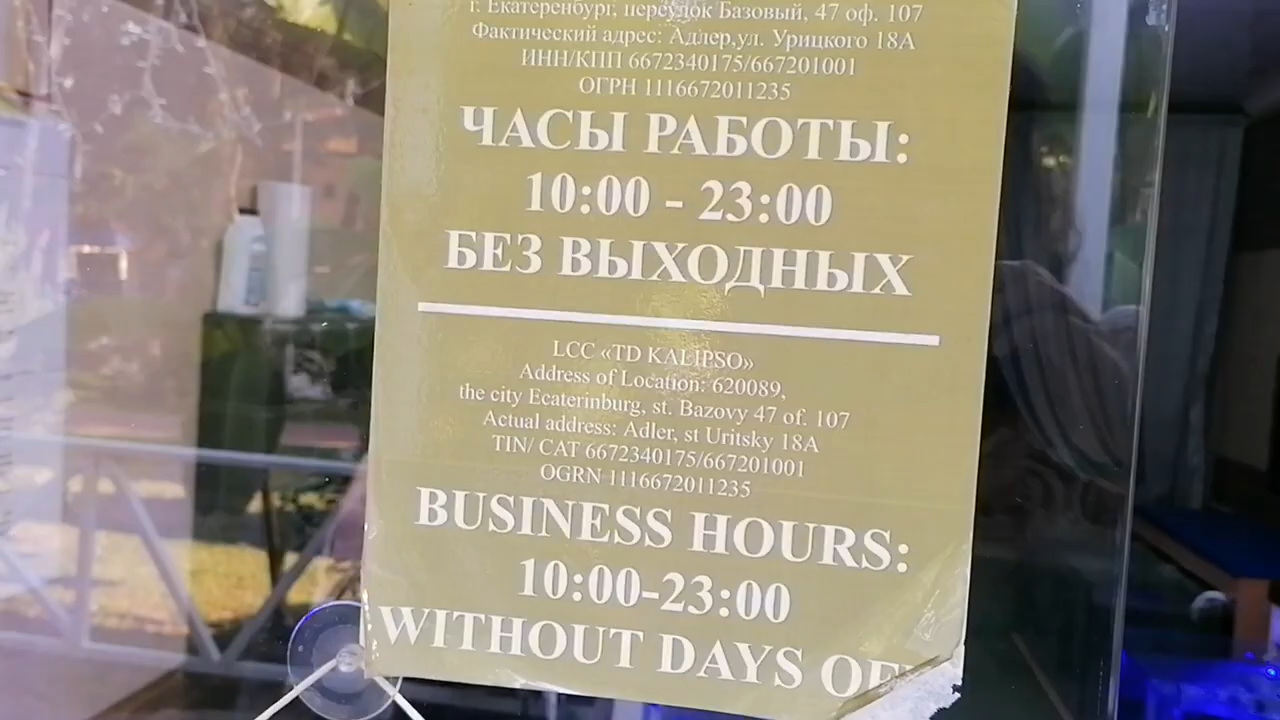 г. Екатеренбург, переулок Базовый, 47 оф. 107
Фактический адрес: Адлер,ул. Урицкого 18А
ИНН/КПП 6672340175/667201001
ОГРН 1116672011235
ЧАСЫ РАБОТЫ:
10:00 - 23:00
БЕЗ ВЫХОДНЫХ
LCC «TD KALIPSO»
Address of Location: 620089,
the city Ecaterinburg, st. Bazovy 47 of. 107
Actual address: Adler, st Uritsky 18A
TIN/ CAT 6672340175/667201001
OGRN 1116672011235
BUSINESS HOURS:
10:00-23:00
WITHOUT DAYS OF